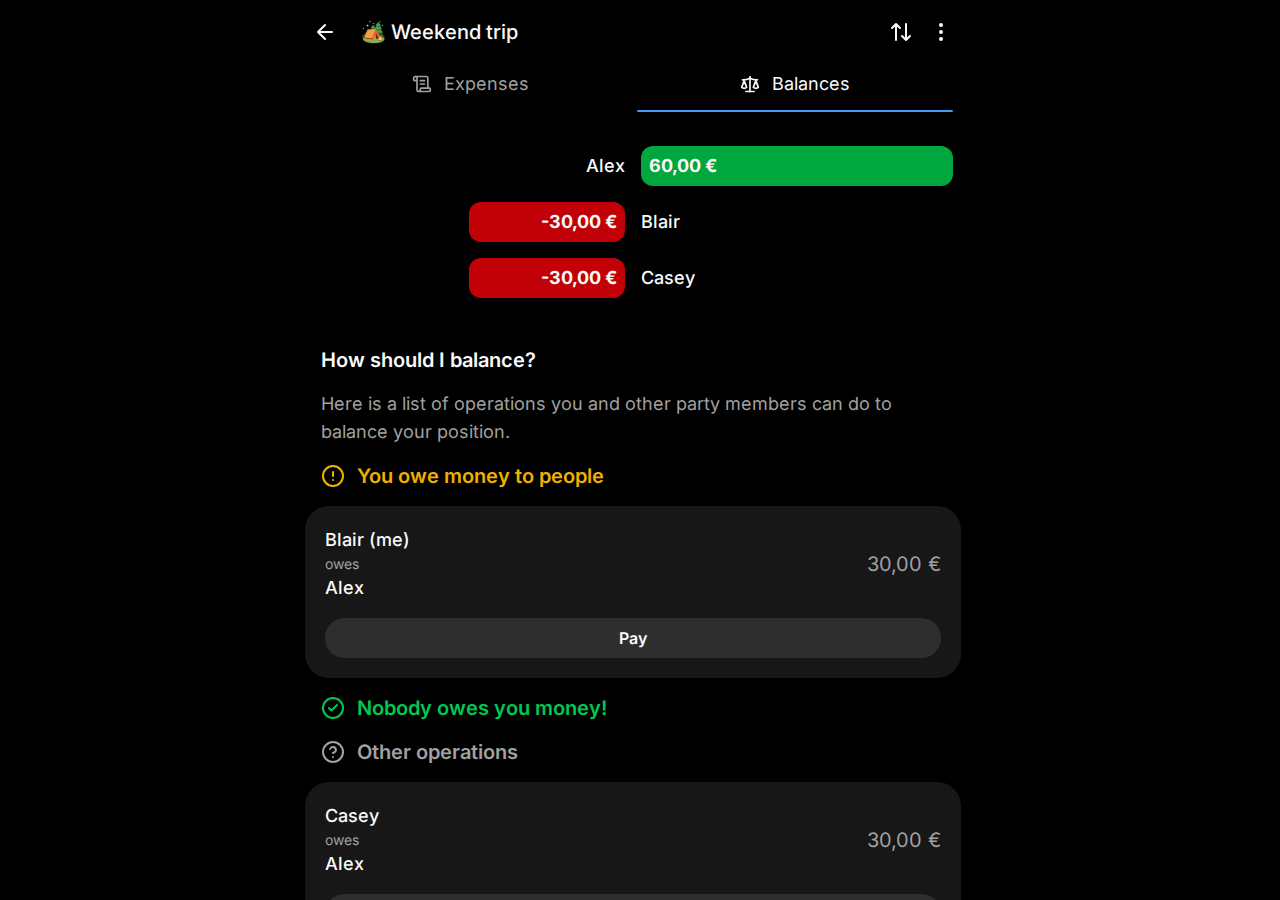 🏕️ Weekend trip
Expenses
Balances
Alex
60,00 €
-30,00 €
Blair
-30,00 €
Casey
How should I balance?
Here is a list of operations you and other party members can do to
balance your position.
You owe money to people
Blair (me)
owes
Alex
30,00 €
Pay
Nobody owes you money!
Other operations
Casey
owes
Alex
30,00 €